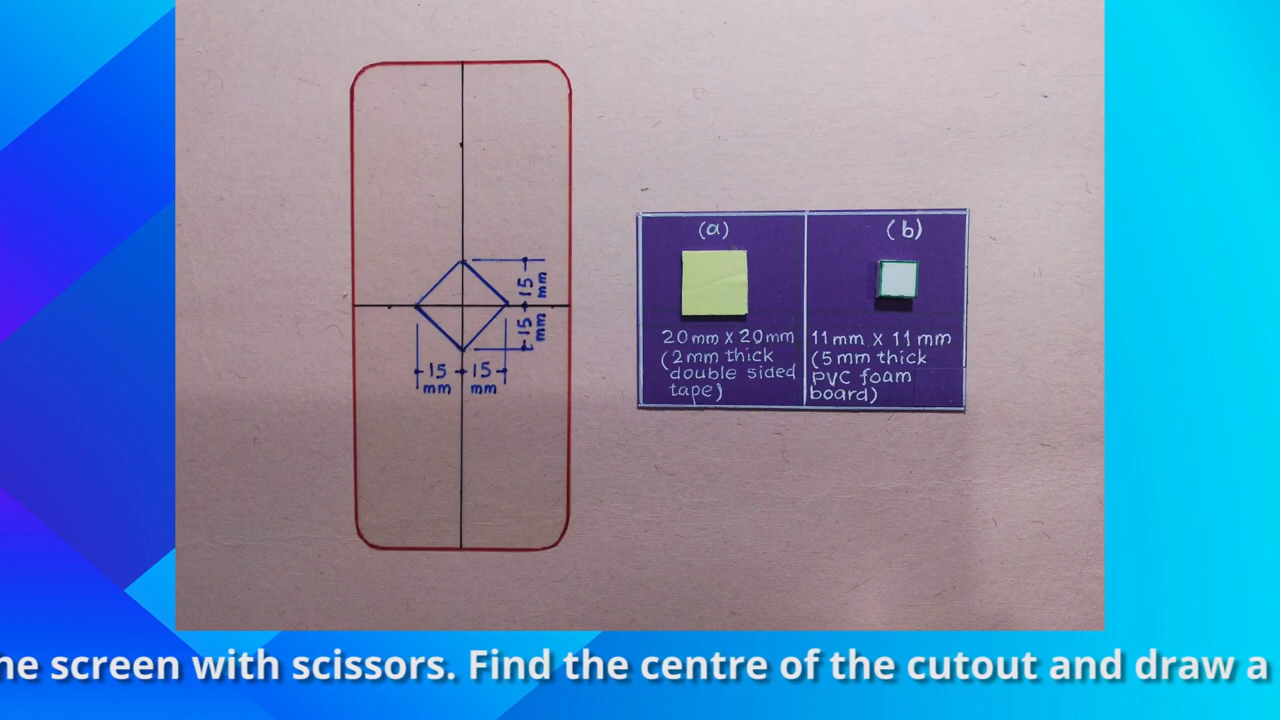 15
mm
15
mm
15 15
mm mm
(a)
20mm x 20mm
(2mm thick
double sided
tape)
(b)
11mm x 11mm
(5mm thick
PVC foam
board)
he screen with scissors. Find the centre of the cutout and draw a